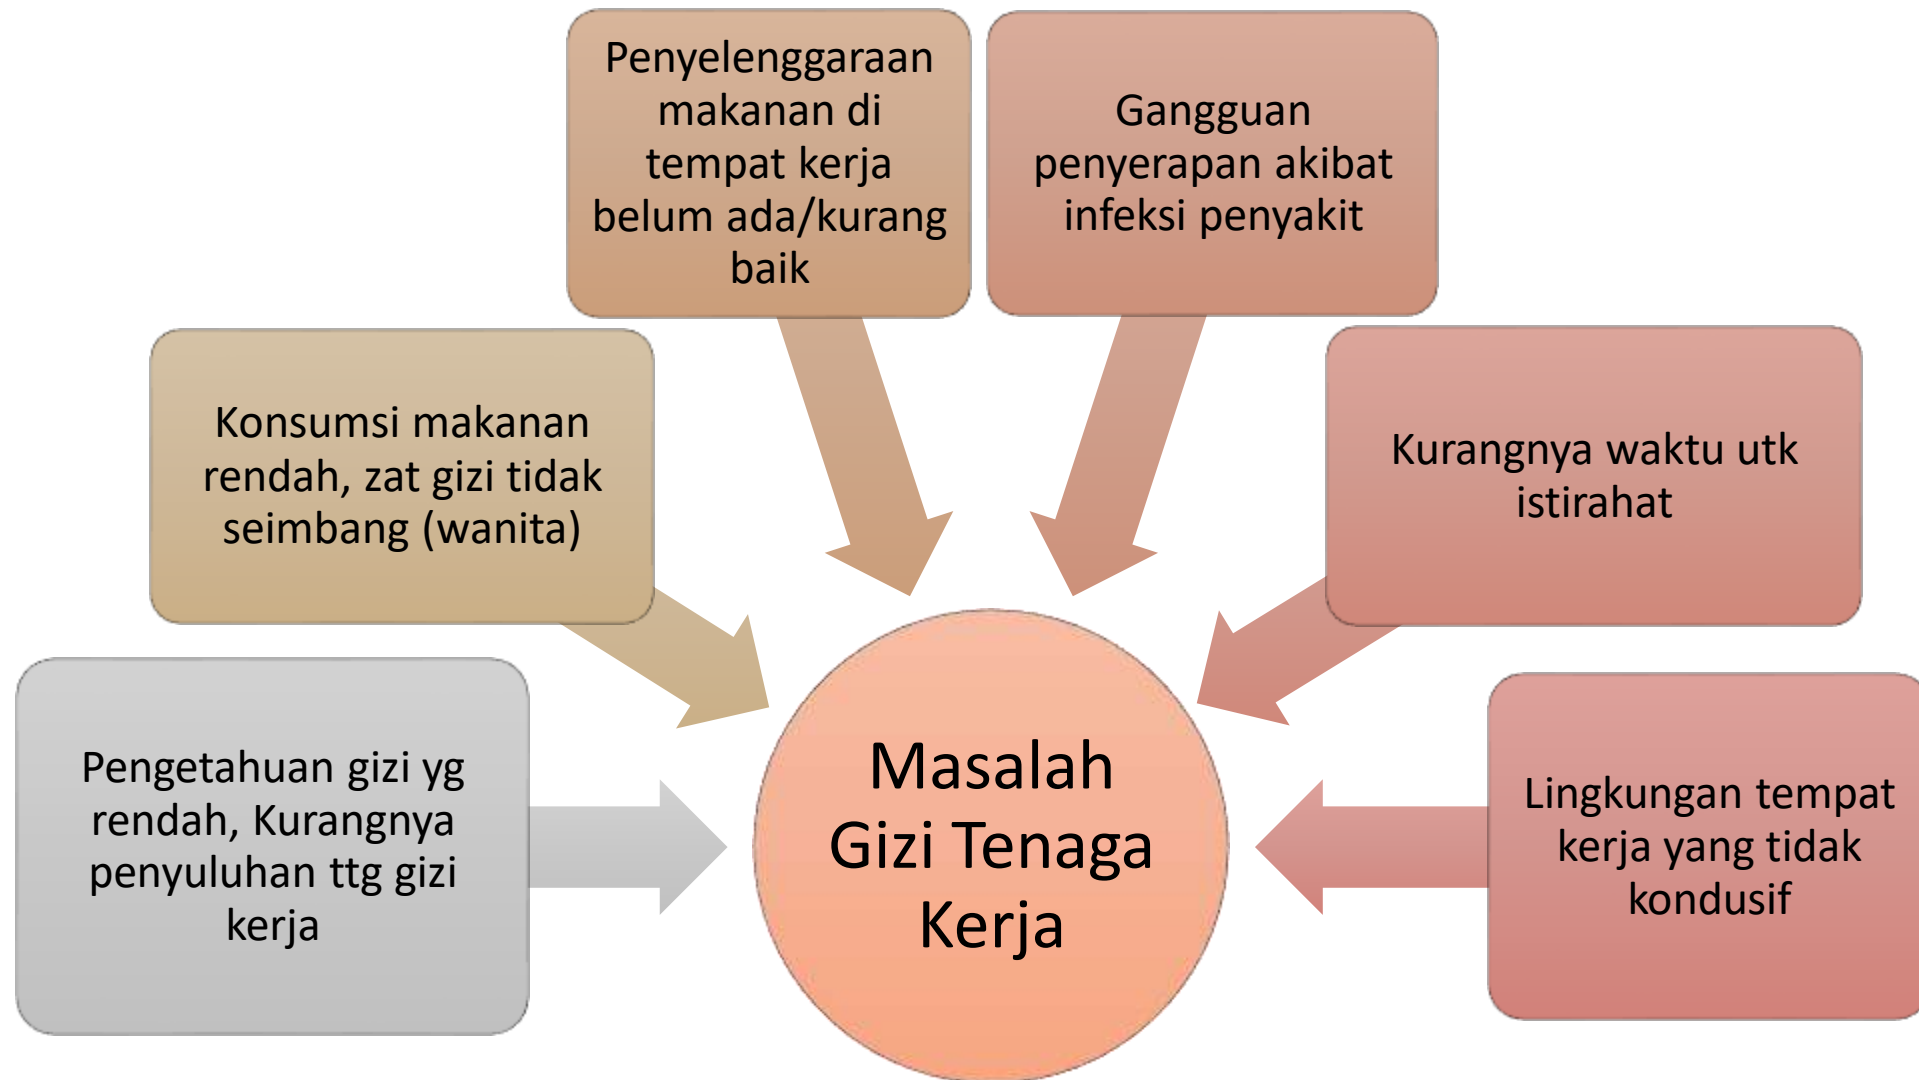 Penyelenggaraan
makanan di
tempat kerja
belum ada/kurang
baik
Gangguan
penyerapan akibat
infeksi penyakit
Konsumsi makanan
rendah, zat gizi tidak
seimbang (wanita)
Kurangnya waktu utk
istirahat
Pengetahuan gizi yg
rendah, Kurangnya
penyuluhan ttg gizi
kerja
Masalah
Gizi Tenaga
Kerja
Lingkungan tempat
kerja yang tidak
kondusif